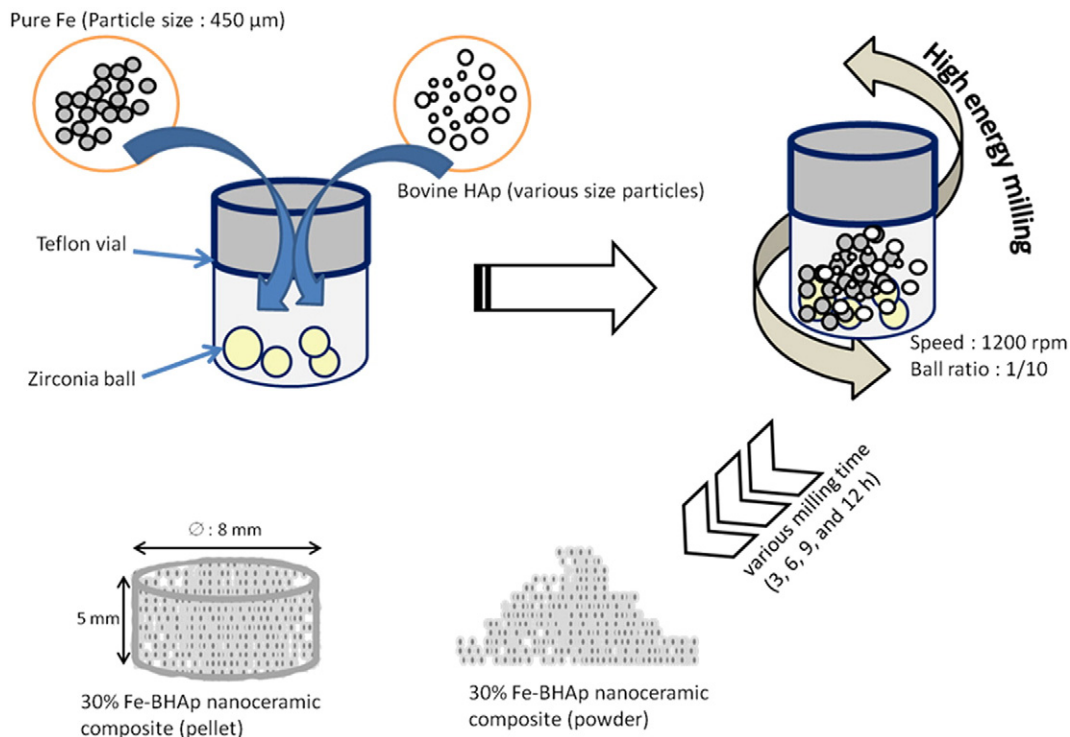 Pure Fe (Particle size : 450 µm)
Bovine HAp (various size particles)
Teflon vial
Zirconia ball
High energy milling
Speed : 1200 rpm
Ball ratio : 1/10
various milling time
(3, 6, 9, and 12 h)
∅ : 8 mm
5 mm
30% Fe-BHAp nanoceramic
composite (pellet)
30% Fe-BHAp nanoceramic
composite (powder)